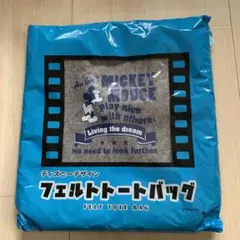 MICKEY
MOUSE
Play nice
with others.
Living the dream
No need to look further.
ディズニーデザイン
フェルトトートバッグ
FELT TOTE BAG